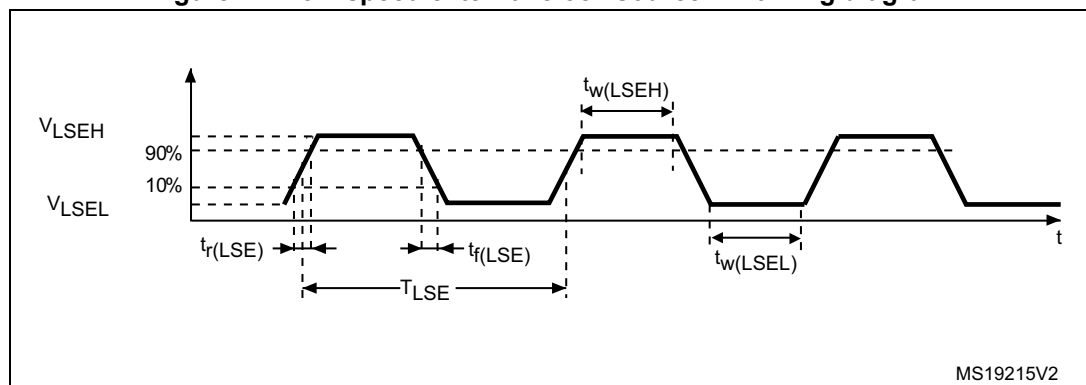 tw(LSEH)
VLSEH
90%
10%
VLSEL
tr(LSE)
tf(LSE)
tw(LSEL)
t
TLSE
MS19215V2